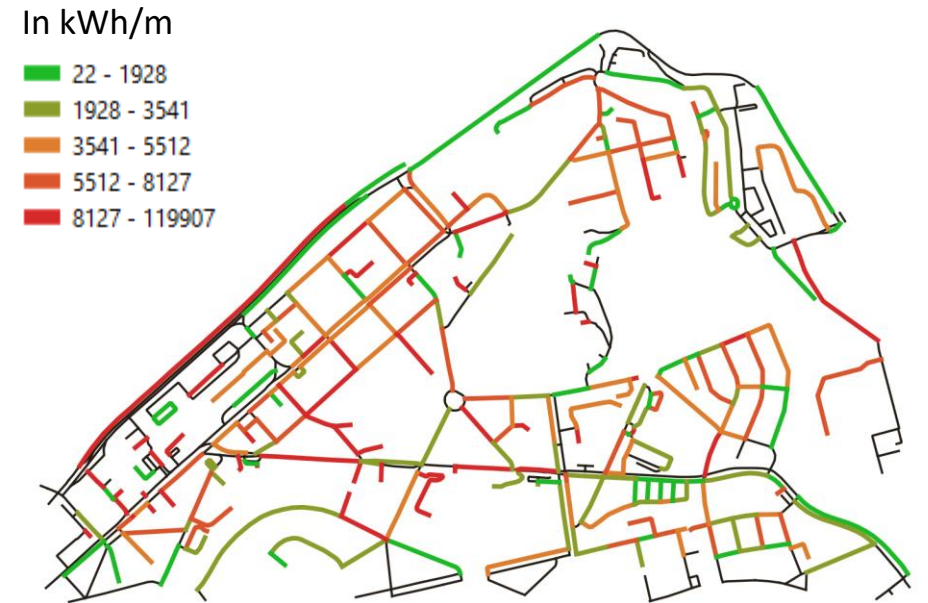 In kWh/m
22 - 1928
1928 - 3541
3541 - 5512
5512 - 8127
8127 - 119907